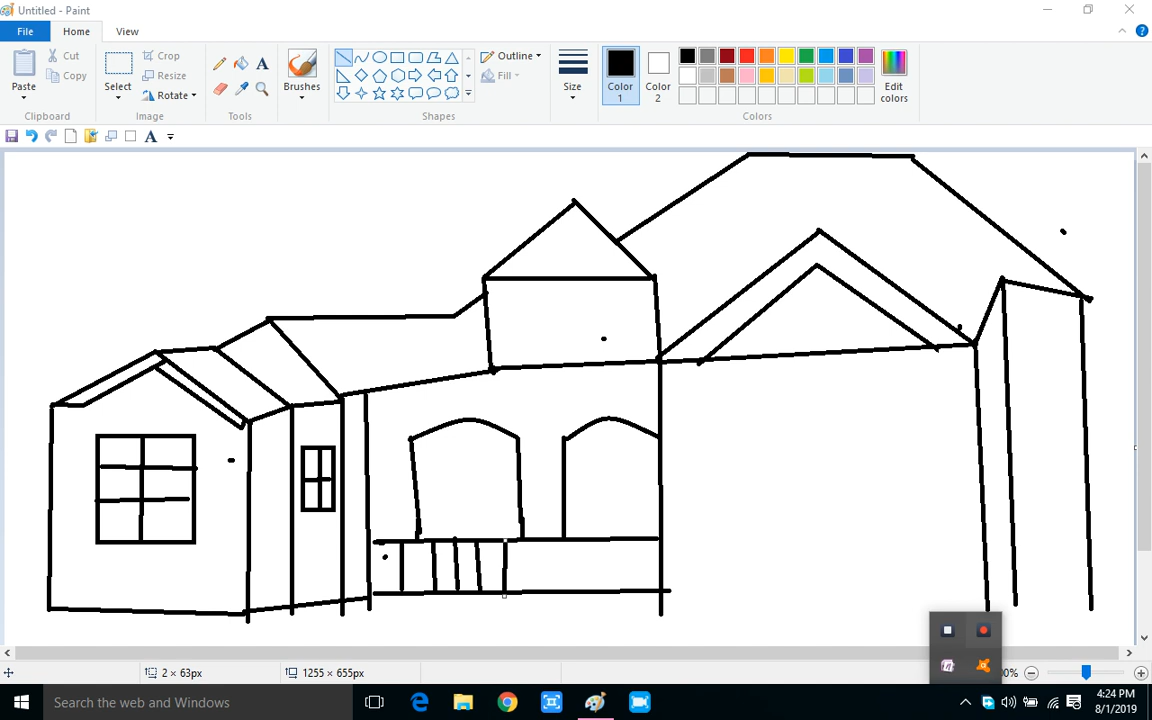 Untitled - Paint
File Home View
Paste
Cut
Copy
Clipboard
Select
Crop
Resize
Rotate
Image
A
Tools
Brushes
Outline
Fill
Shapes
Size
Color 1
Color 2
Edit colors
Colors
A
2 × 63px
1255 × 655px
00%
Search the web and Windows
4:24 PM
8/1/2019